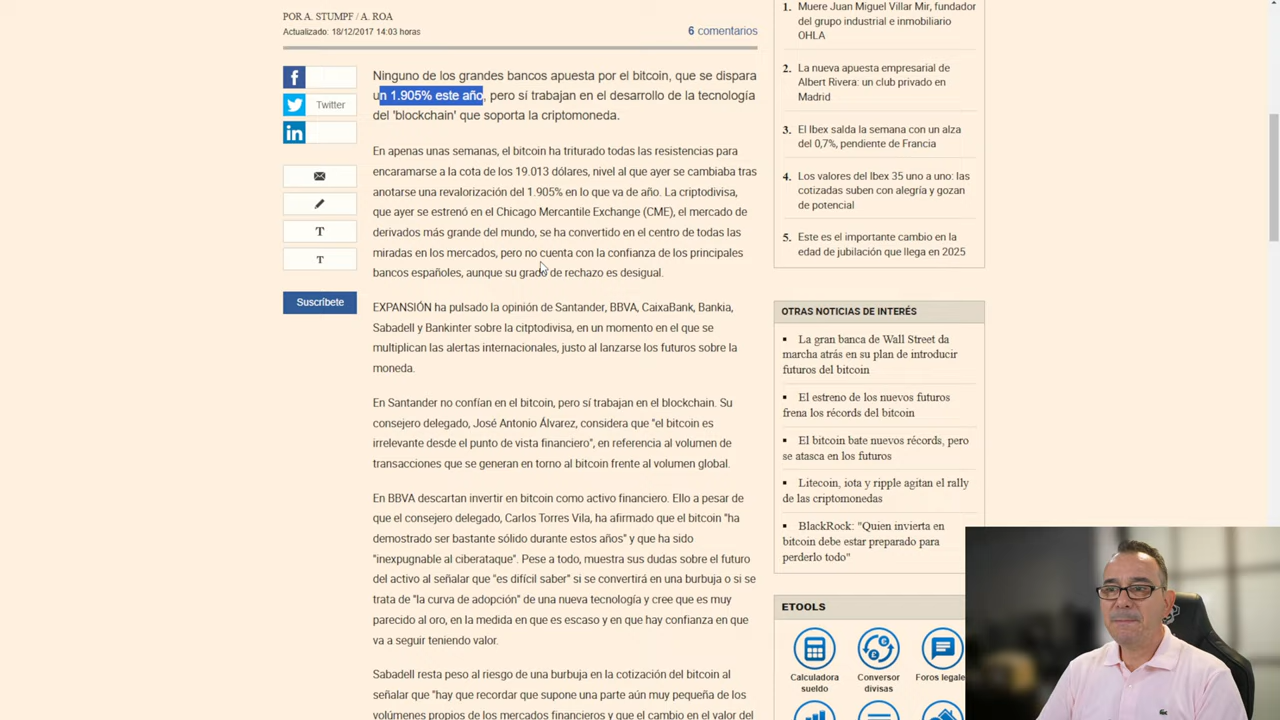 POR A. STUMPF / A. ROA
Actualizado: 18/12/2017 14:03 horas
6 comentarios
Twitter
T
T
Suscríbete
Ninguno de los grandes bancos apuesta por el bitcoin, que se dispara
un 1.905% este año, pero sí trabajan en el desarrollo de la tecnología
del 'blockchain' que soporta la criptomoneda.
En apenas unas semanas, el bitcoin ha triturado todas las resistencias para
encaramarse a la cota de los 19.013 dólares, nivel al que ayer se cambiaba tras
anotarse una revalorización del 1.905% en lo que va de año. La criptodivisa,
que ayer se estrenó en el Chicago Mercantile Exchange (CME), el mercado de
derivados más grande del mundo, se ha convertido en el centro de todas las
miradas en los mercados, pero no cuenta con la confianza de los principales
bancos españoles, aunque su grado de rechazo es desigual.
EXPANSIÓN ha pulsado la opinión de Santander, BBVA, CaixaBank, Bankia,
Sabadell y Bankinter sobre la citptodivisa, en un momento en el que se
multiplican las alertas internacionales, justo al lanzarse los futuros sobre la
moneda.
En Santander no confían en el bitcoin, pero sí trabajan en el blockchain. Su
consejero delegado, José Antonio Álvarez, considera que "el bitcoin es
irrelevante desde el punto de vista financiero", en referencia al volumen de
transacciones que se generan en torno al bitcoin frente al volumen global.
En BBVA descartan invertir en bitcoin como activo financiero. Ello a pesar de
que el consejero delegado, Carlos Torres Vila, ha afirmado que el bitcoin "ha
demostrado ser bastante sólido durante estos años" y que ha sido
"inexpugnable al ciberataque". Pese a todo, muestra sus dudas sobre el futuro
del activo al señalar que "es difícil saber" si se convertirá en una burbuja o si se
trata de "la curva de adopción" de una nueva tecnología y cree que es muy
parecido al oro, en la medida en que es escaso y en que hay confianza en que
va a seguir teniendo valor.
Sabadell resta peso al riesgo de una burbuja en la cotización del bitcoin al
señalar que "hay que recordar que supone una parte aún muy pequeña de los
volúmenes propios de los mercados financieros y que el cambio en el valor del
1. Muere Juan Miguel Villar Mir, fundador
del grupo industrial e inmobiliario
OHLA
2. La nueva apuesta empresarial de
Albert Rivera: un club privado en
Madrid
3. El Ibex salda la semana con un alza
del 0,7%, pendiente de Francia
4. Los valores del Ibex 35 uno a uno: las
cotizadas suben con alegría y gozan
de potencial
5. Este es el importante cambio en la
edad de jubilación que llega en 2025
OTRAS NOTICIAS DE INTERÉS
La gran banca de Wall Street da
marcha atrás en su plan de introducir
futuros del bitcoin
El estreno de los nuevos futuros
frena los récords del bitcoin
El bitcoin bate nuevos récords, pero
se atasca en los futuros
Litecoin, iota y ripple agitan el rally
de las criptomonedas
BlackRock: "Quien invierta en
bitcoin debe estar preparado para
perderlo todo"
ETOOLS
Calculadora
sueldo
Conversor
divisas
Foros legale